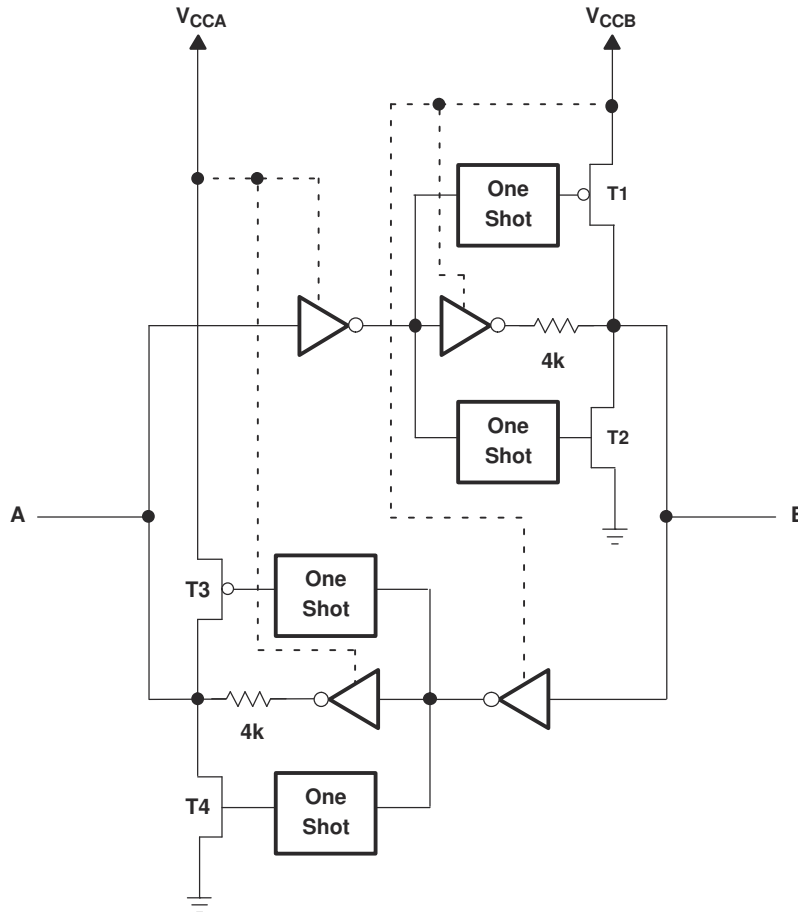 VCCA
VCCB
One
Shot
T1
4k
One
Shot
T2
A
B
T3
One
Shot
4k
T4
One
Shot